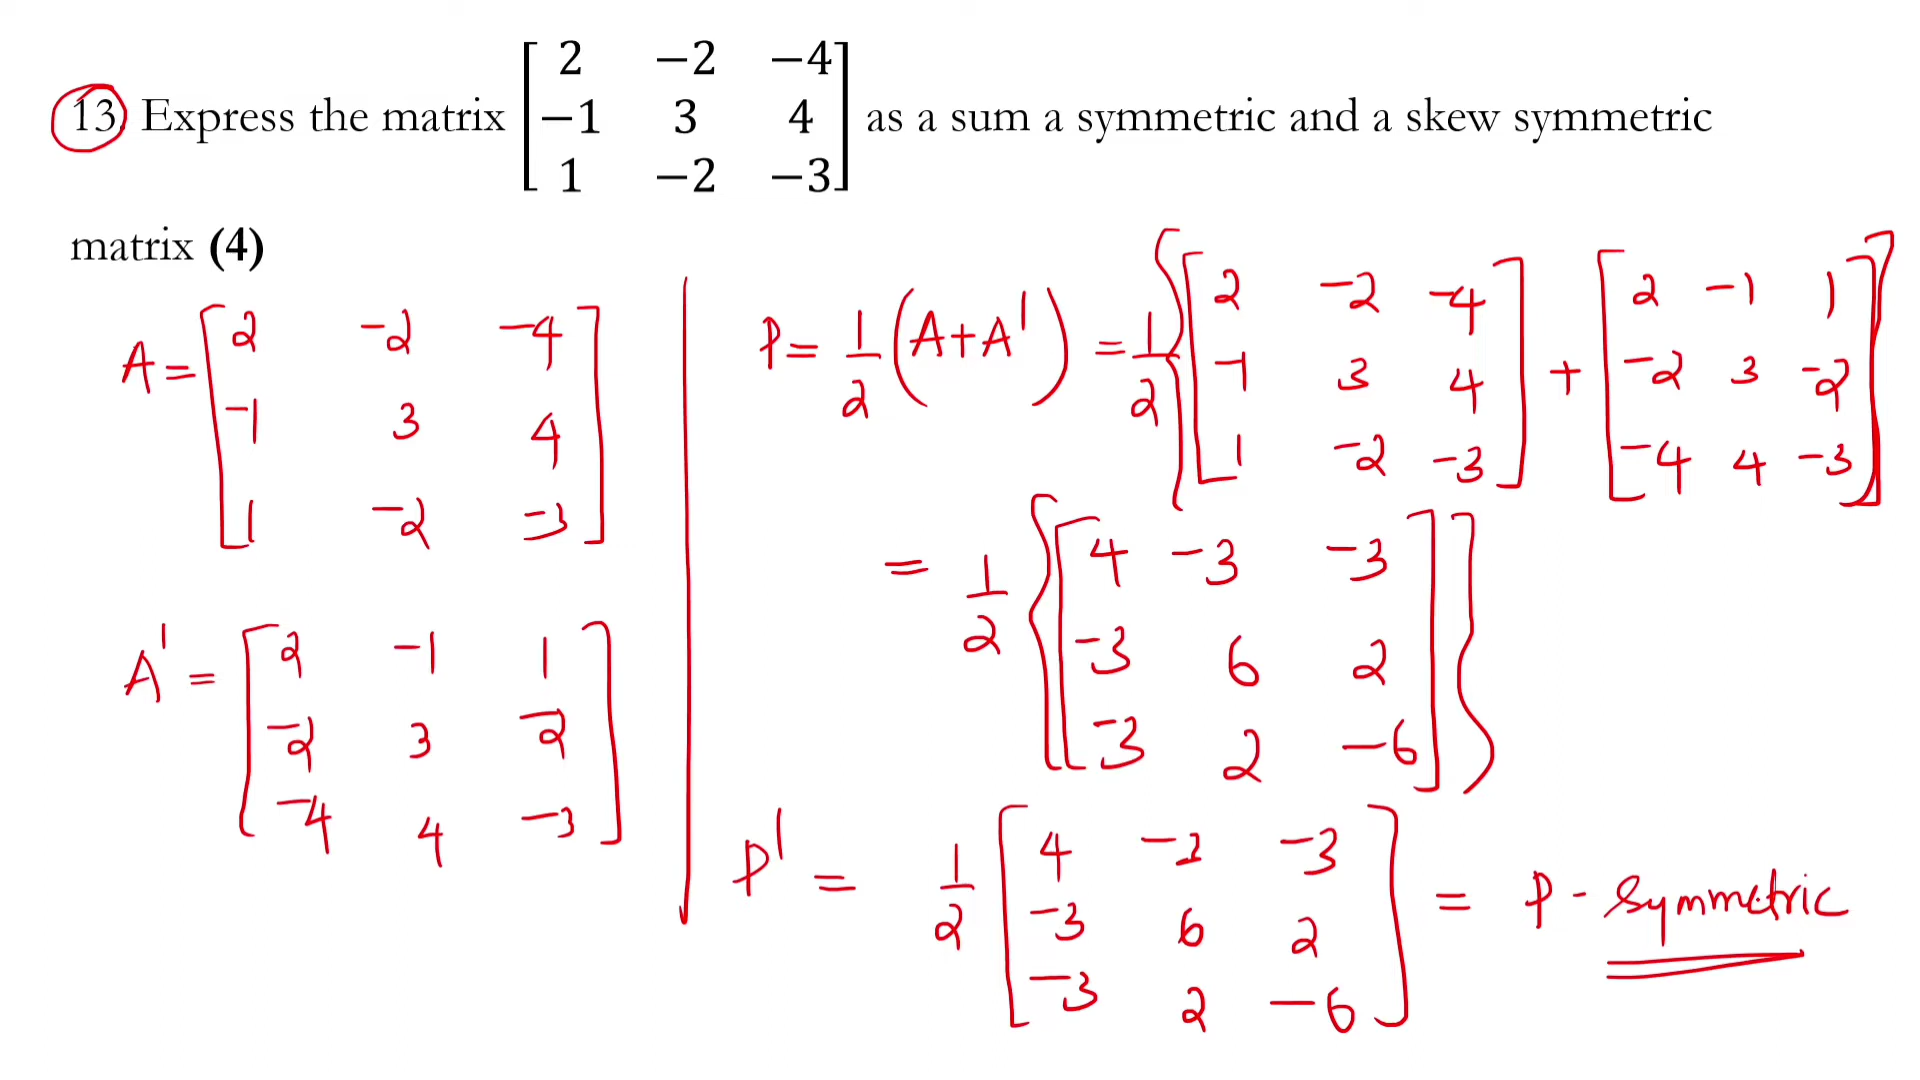 13. Express the matrix [2 −2 −4; −1 3 4; 1 −2 −3] as a sum a symmetric and a skew symmetric
matrix (4)
A = [2 -2 -4; -1 3 4; 1 -2 -3]
A' = [2 -1 1; -2 3 -2; -4 4 -3]
P = 1/2 (A+A') = 1/2 {[2 -2 -4; -1 3 4; 1 -2 -3] + [2 -1 1; -2 3 -2; -4 4 -3]}
= 1/2 {[4 -3 -3; -3 6 2; -3 2 -6]}
P' = 1/2 [4 -3 -3; -3 6 2; -3 2 -6] = P - Symmetric